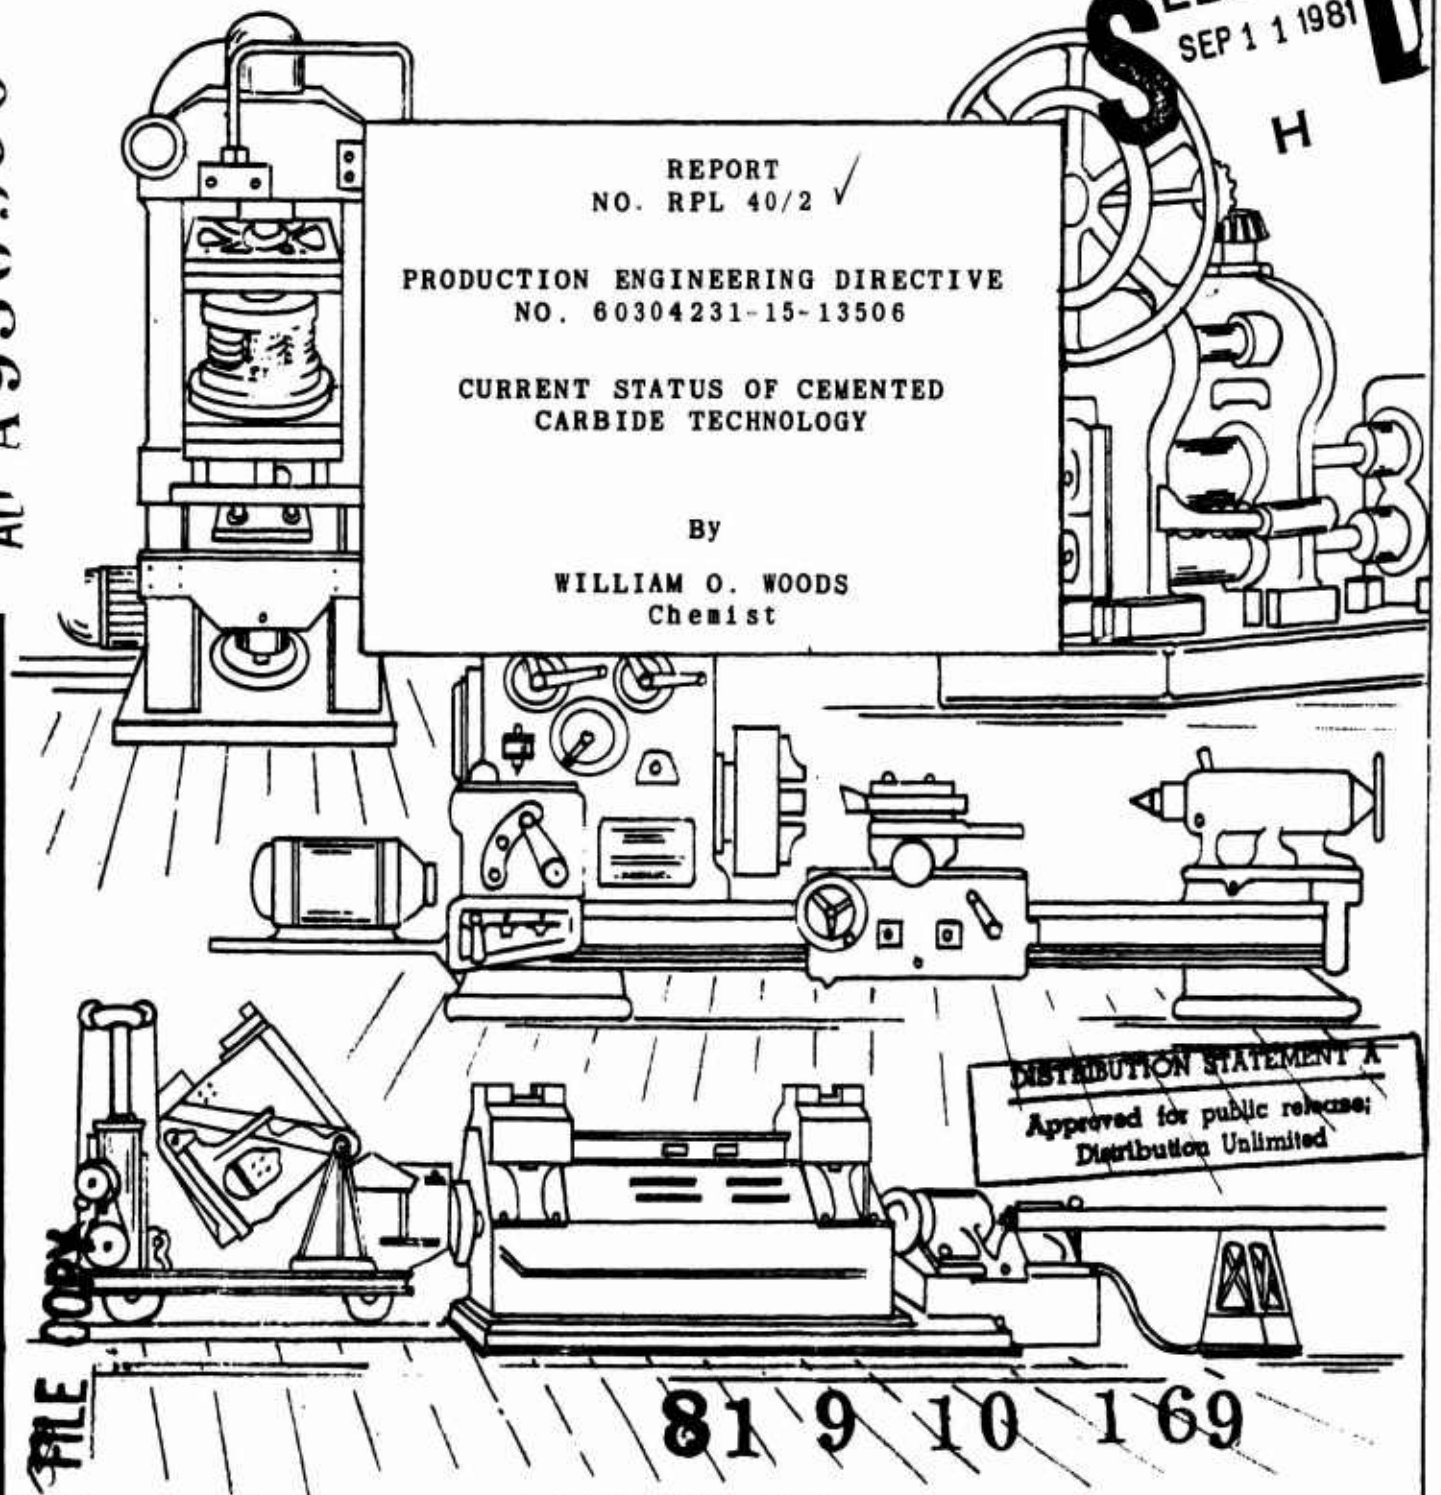 SEP 1 1 1981
H
REPORT
NO. RPL 40/2 ✓
PRODUCTION ENGINEERING DIRECTIVE
NO. 60304231-15-13506
CURRENT STATUS OF CEMENTED
CARBIDE TECHNOLOGY
By
WILLIAM O. WOODS
Chemist
DISTRIBUTION STATEMENT A
Approved for public release;
Distribution Unlimited
FILE COPY
81 9 10 169